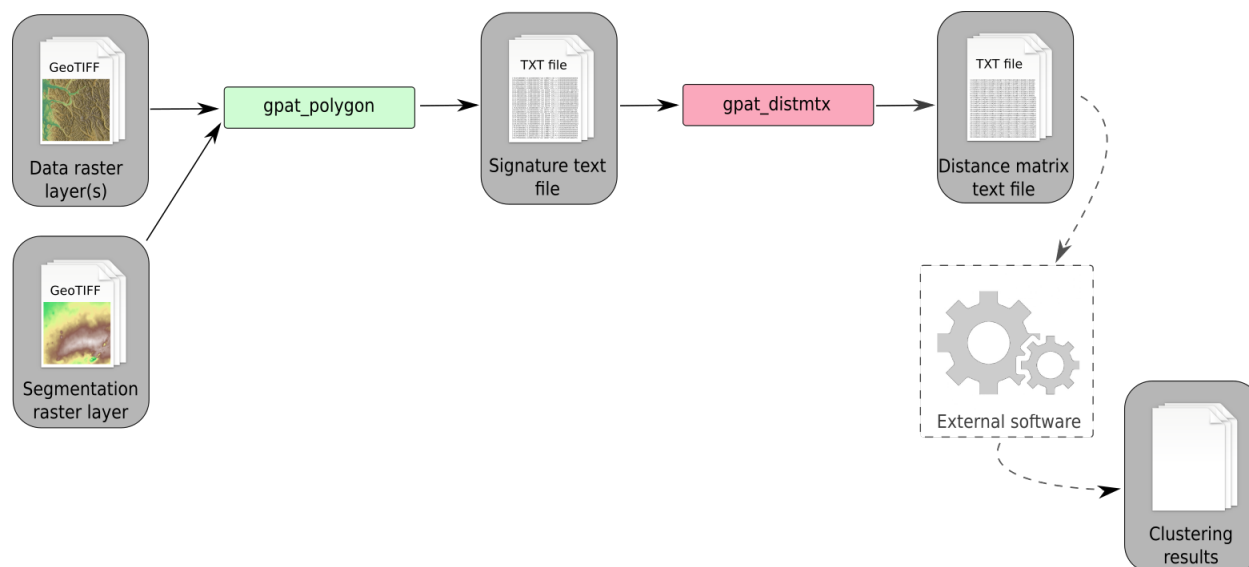 GeoTIFF
Data raster
layer(s)
gpat_polygon
TXT file
Signature text
file
gpat_distmtx
TXT file
Distance matrix
text file
GeoTIFF
Segmentation
raster layer
External software
Clustering
results